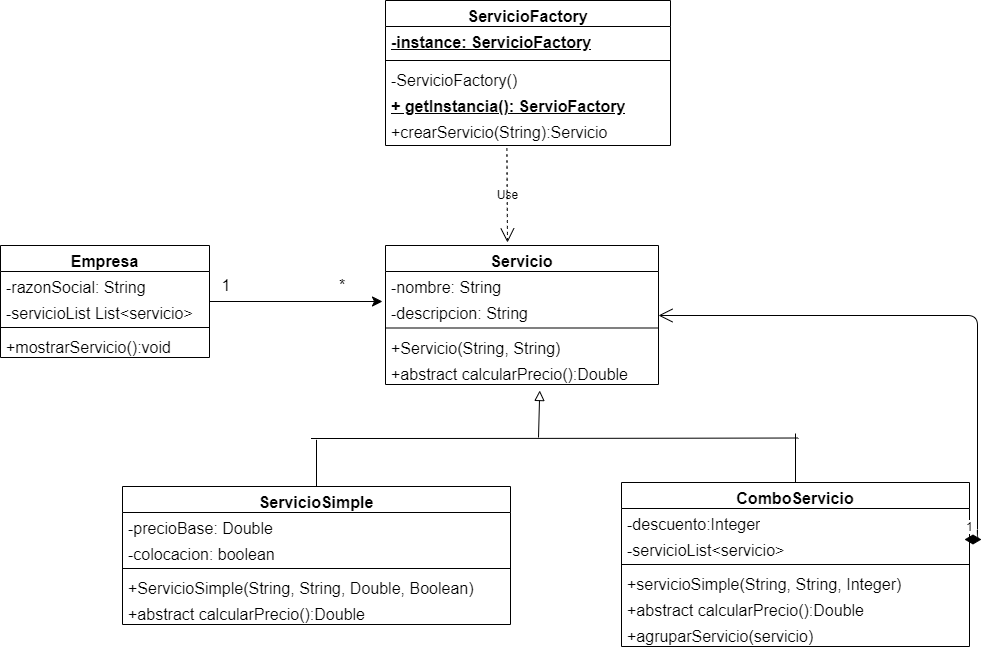 ServicioFactory
-instance: ServicioFactory
-ServicioFactory()
+ getInstancia(): ServioFactory
+crearServicio(String):Servicio
Use
Empresa
-razonSocial: String
-servicioList List<servicio>
+mostrarServicio():void
1
*
Servicio
-nombre: String
-descripcion: String
+Servicio(String, String)
+abstract calcularPrecio():Double
ServicioSimple
-precioBase: Double
-colocacion: boolean
+ServicioSimple(String, String, Double, Boolean)
+abstract calcularPrecio():Double
ComboServicio
-descuento:Integer
-servicioList<servicio>
+servicioSimple(String, String, Integer)
+abstract calcularPrecio():Double
+agruparServicio(servicio)
1